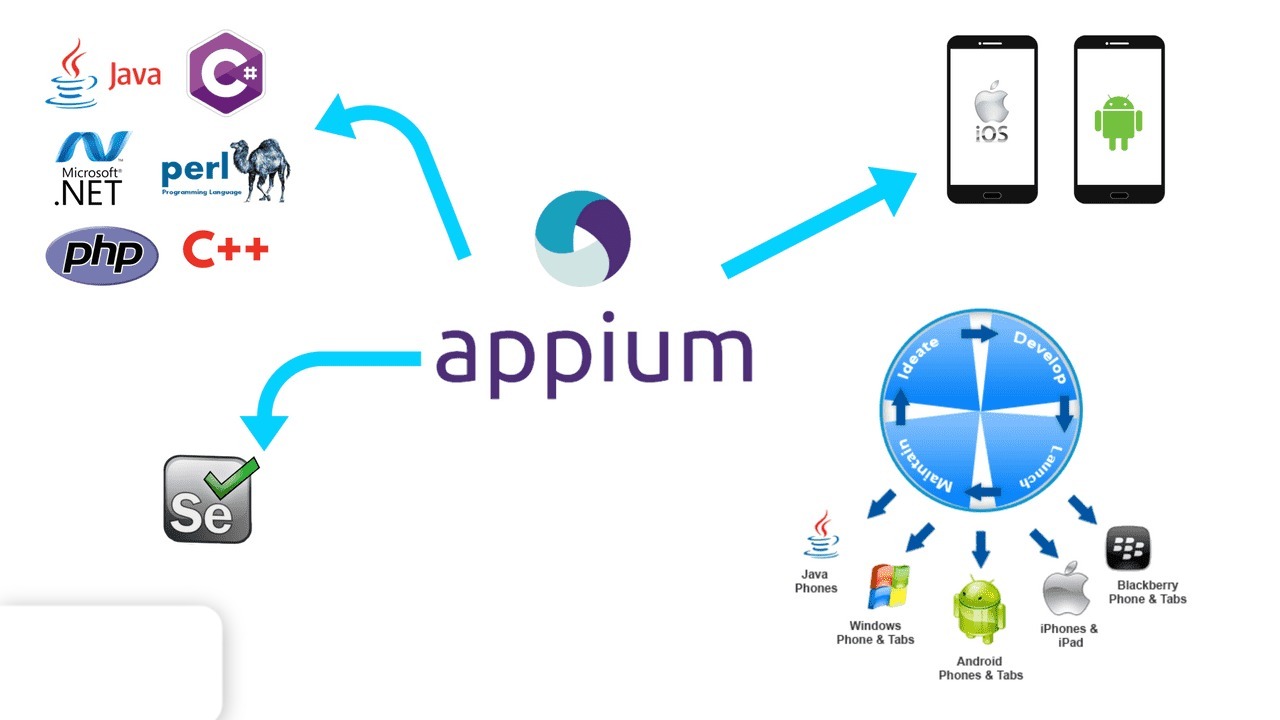 Java
C#
Microsoft®
.NET
perl
Programming Language
php
C++
iOS
appium
Se
Ideate
Develop
Launch
Maintain
Java
Phones
Windows
Phone & Tabs
Android
Phones & Tabs
iPhones &
iPad
Blackberry
Phone & Tabs